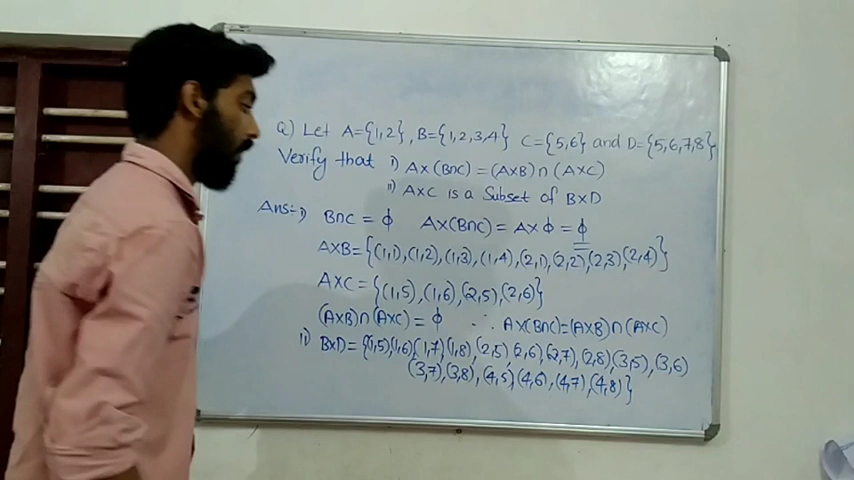 Q) Let A={1,2}, B={1,2,3,4} C={5,6} and D={5,6,7,8}
Verify that i) A×(B∩C)=(A×B)∩(A×C)
ii) A×C is a Subset of B×D
Ans:- i) B∩C = ϕ A×(B∩C)= A×ϕ = ϕ
A×B={(1,1),(1,2),(1,3),(1,4),(2,1),(2,2),(2,3),(2,4)}
A×C={(1,5),(1,6),(2,5),(2,6)}
(A×B)∩(A×C)=ϕ ∴ A×(B∩C)=(A×B)∩(A×C)
ii) B×D={(1,5),(1,6),(1,7),(1,8),(2,5),(2,6),(2,7),(2,8),(3,5),(3,6)
(3,7),(3,8),(4,5),(4,6),(4,7),(4,8)}